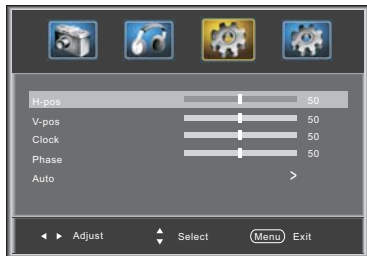 H-pos 50
V-pos 50
Clock 50
Phase 50
Auto >
Adjust Select Menu Exit